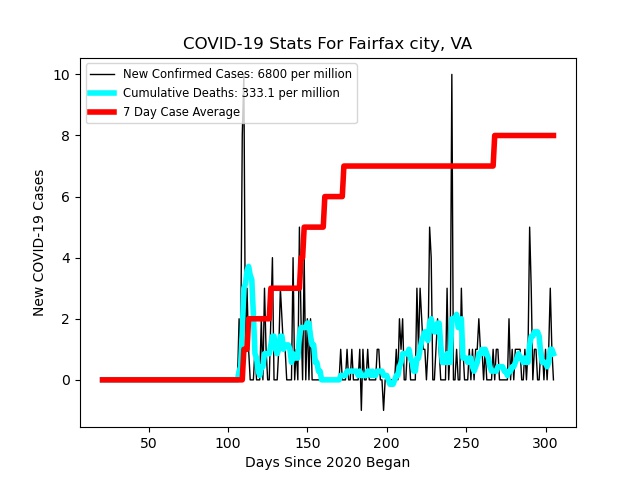 COVID-19 Stats For Fairfax city, VA
New Confirmed Cases: 6800 per million
Cumulative Deaths: 333.1 per million
7 Day Case Average
10
8
6
4
2
0
New COVID-19 Cases
50 100 150 200 250 300
Days Since 2020 Began